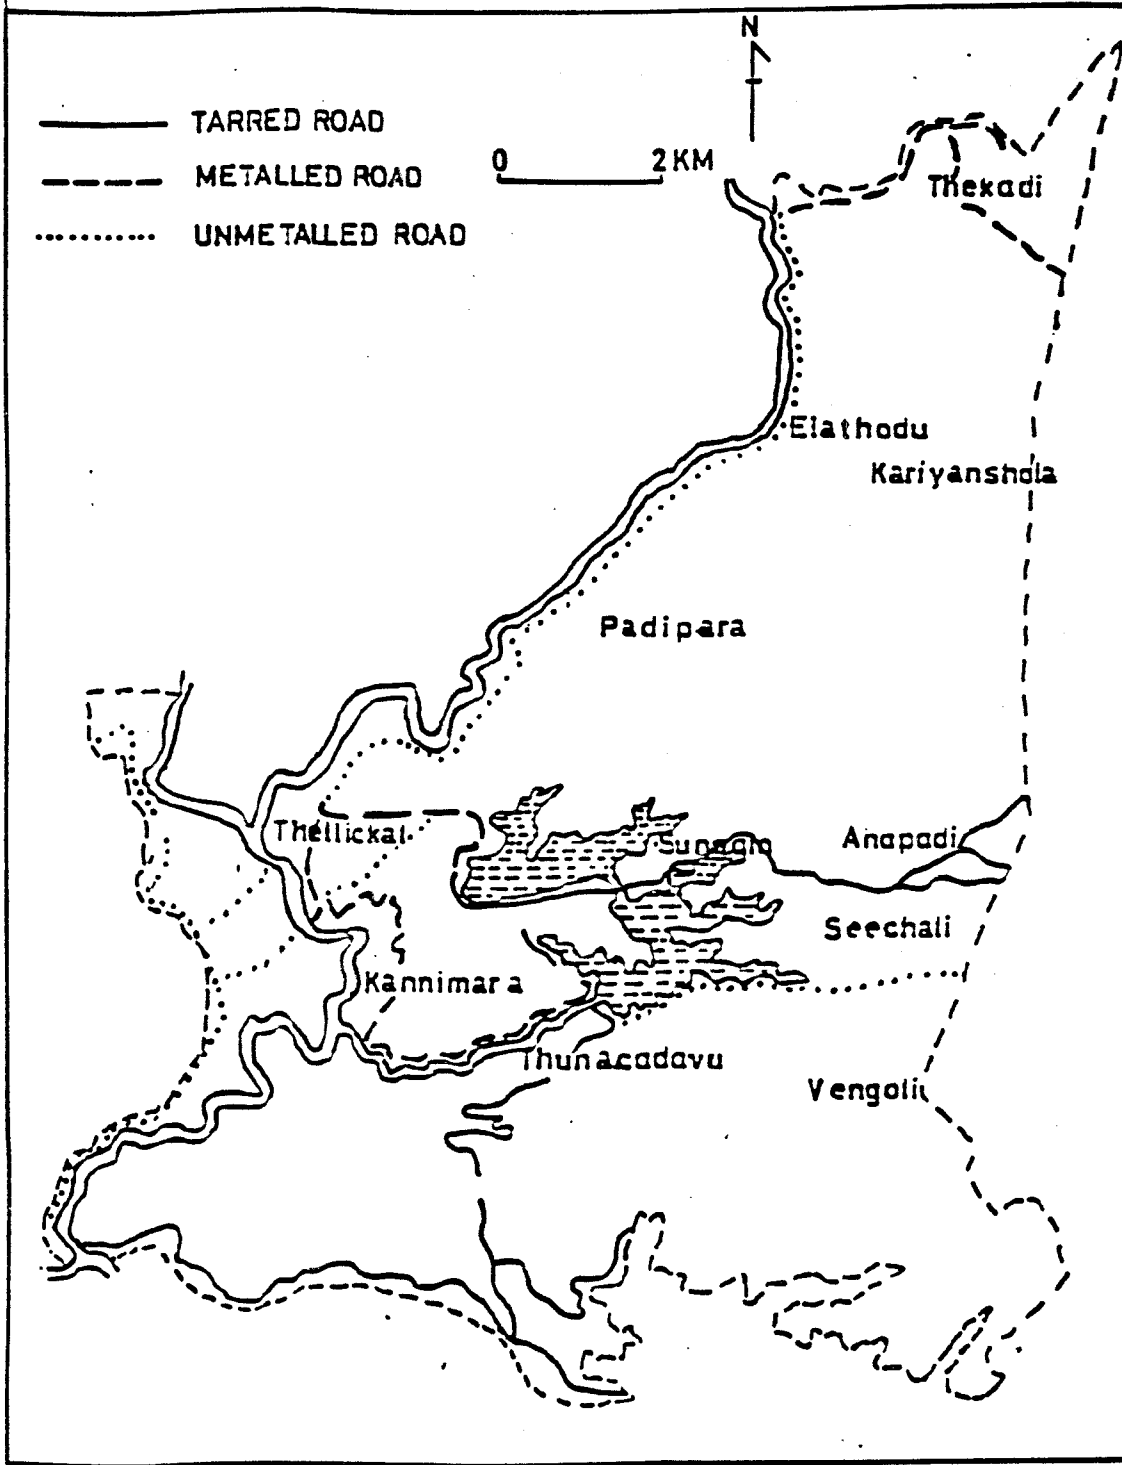 N
TARRED ROAD
0 2 KM
METALLED ROAD
Thekadi
UNMETALLED ROAD
Elathodu
Kariyanshola
Padipara
Thellickal
Anapadi
Seechali
Kannimara
Thunacadavu
Vengoli